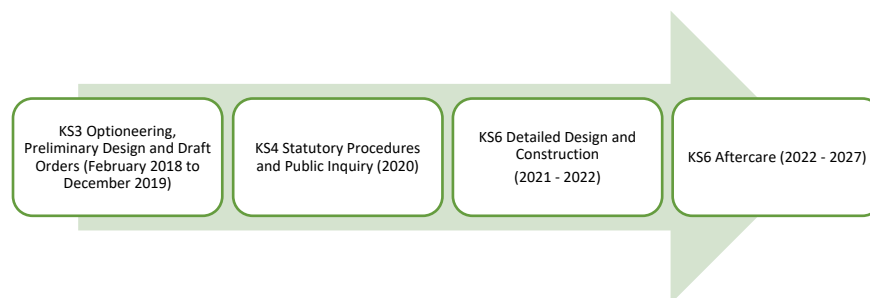 KS3 Optioneering,
Preliminary Design and Draft
Orders (February 2018 to
December 2019)
KS4 Statutory Procedures
and Public Inquiry (2020)
KS6 Detailed Design and
Construction
(2021 - 2022)
KS6 Aftercare (2022 - 2027)